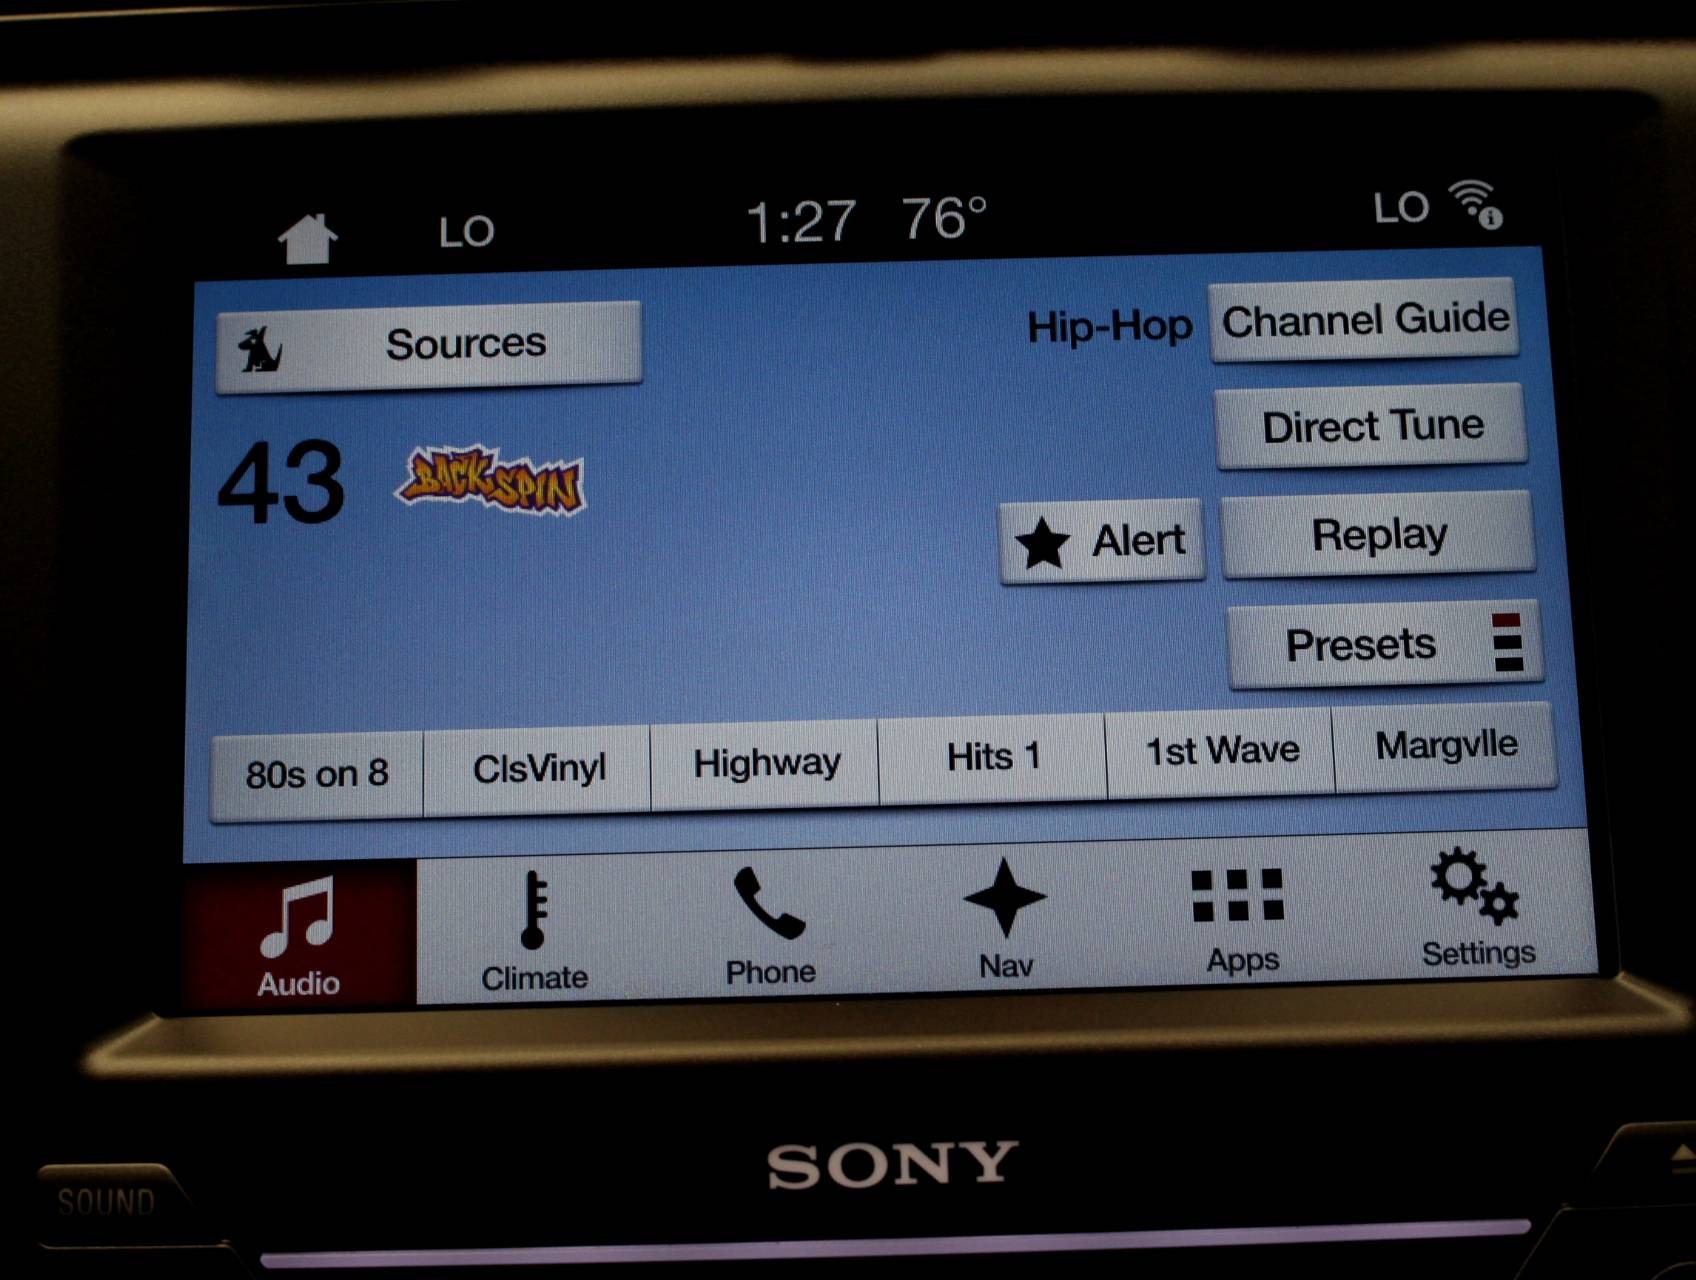 LO 1:27 76° LO
Sources
Hip-Hop
Channel Guide
43
BACKSPIN
Direct Tune
Alert
Replay
Presets
80s on 8
ClsVinyl
Highway
Hits 1
1st Wave
Margvlle
Audio
Climate
Phone
Nav
Apps
Settings
SONY
SOUND